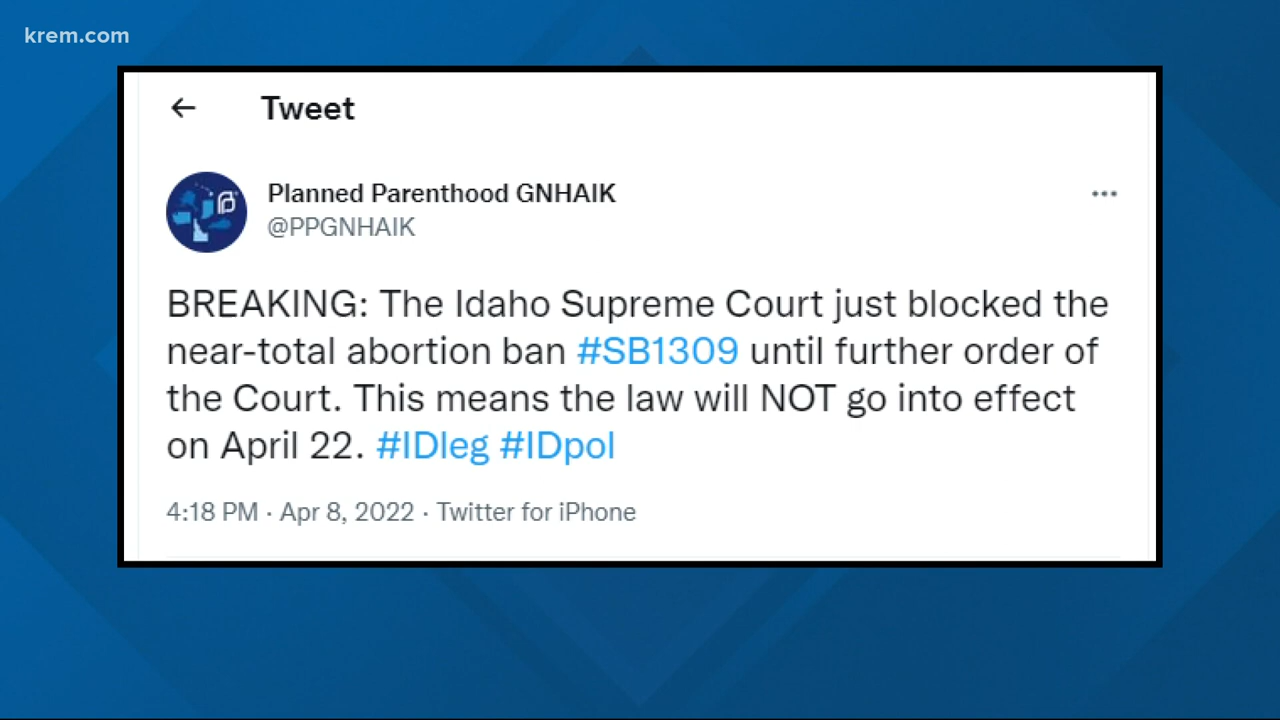 krem.com
← Tweet
Planned Parenthood GNHAIK
@PPGNHAIK
BREAKING: The Idaho Supreme Court just blocked the
near-total abortion ban #SB1309 until further order of
the Court. This means the law will NOT go into effect
on April 22. #IDleg #IDpol
4:18 PM · Apr 8, 2022 · Twitter for iPhone